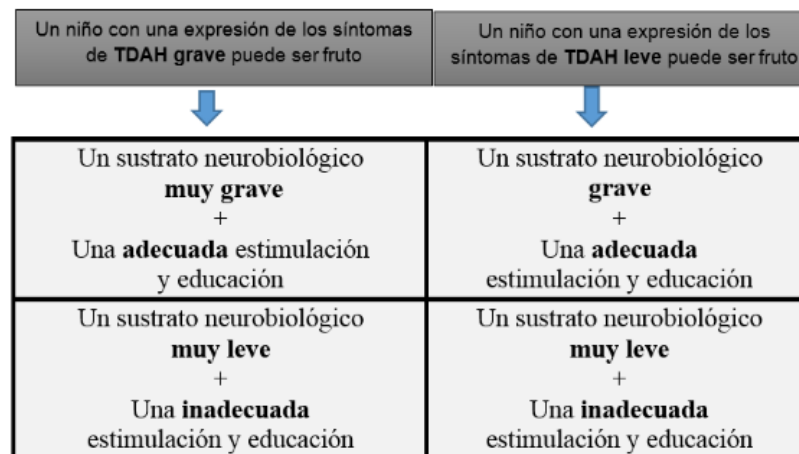 Un niño con una expresión de los síntomas
de TDAH grave puede ser fruto
Un niño con una expresión de los
síntomas de TDAH leve puede ser fruto
Un sustrato neurobiológico
muy grave
+
Una adecuada estimulación
y educación
Un sustrato neurobiológico
grave
+
Una adecuada
estimulación y educación
Un sustrato neurobiológico
muy leve
+
Una inadecuada
estimulación y educación
Un sustrato neurobiológico
muy leve
+
Una inadecuada
estimulación y educación